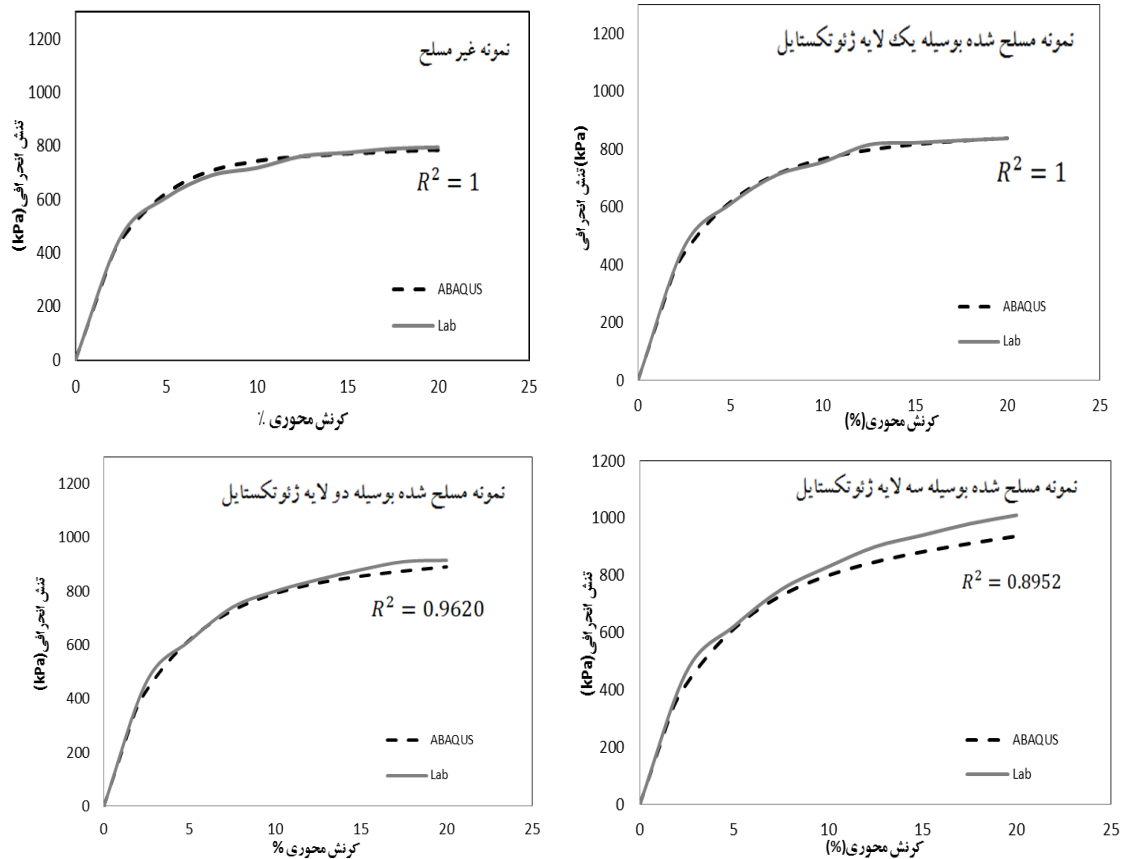 نمونه غیر مسلح
تنش انحرافی(kPa)
1200
1000
800
600
400
200
0
R² = 1
ABAQUS
Lab
0 5 10 15 20 25
کرنش محوری ٪
نمونه مسلح شده بوسیله یک لایه ژئوتکستایل
تنش انحرافی (kPa)
1200
1000
800
600
400
200
0
R² = 1
ABAQUS
Lab
0 5 10 15 20 25
کرنش محوری(%)
نمونه مسلح شده بوسیله دو لایه ژئوتکستایل
تنش انحرافی(kPa)
1200
1000
800
600
400
200
0
R² = 0.9620
ABAQUS
Lab
0 5 10 15 20 25
کرنش محوری %
نمونه مسلح شده بوسیله سه لایه ژئوتکستایل
تنش انحرافی(kPa)
1200
1000
800
600
400
200
0
R² = 0.8952
ABAQUS
Lab
0 5 10 15 20 25
کرنش محوری(%)